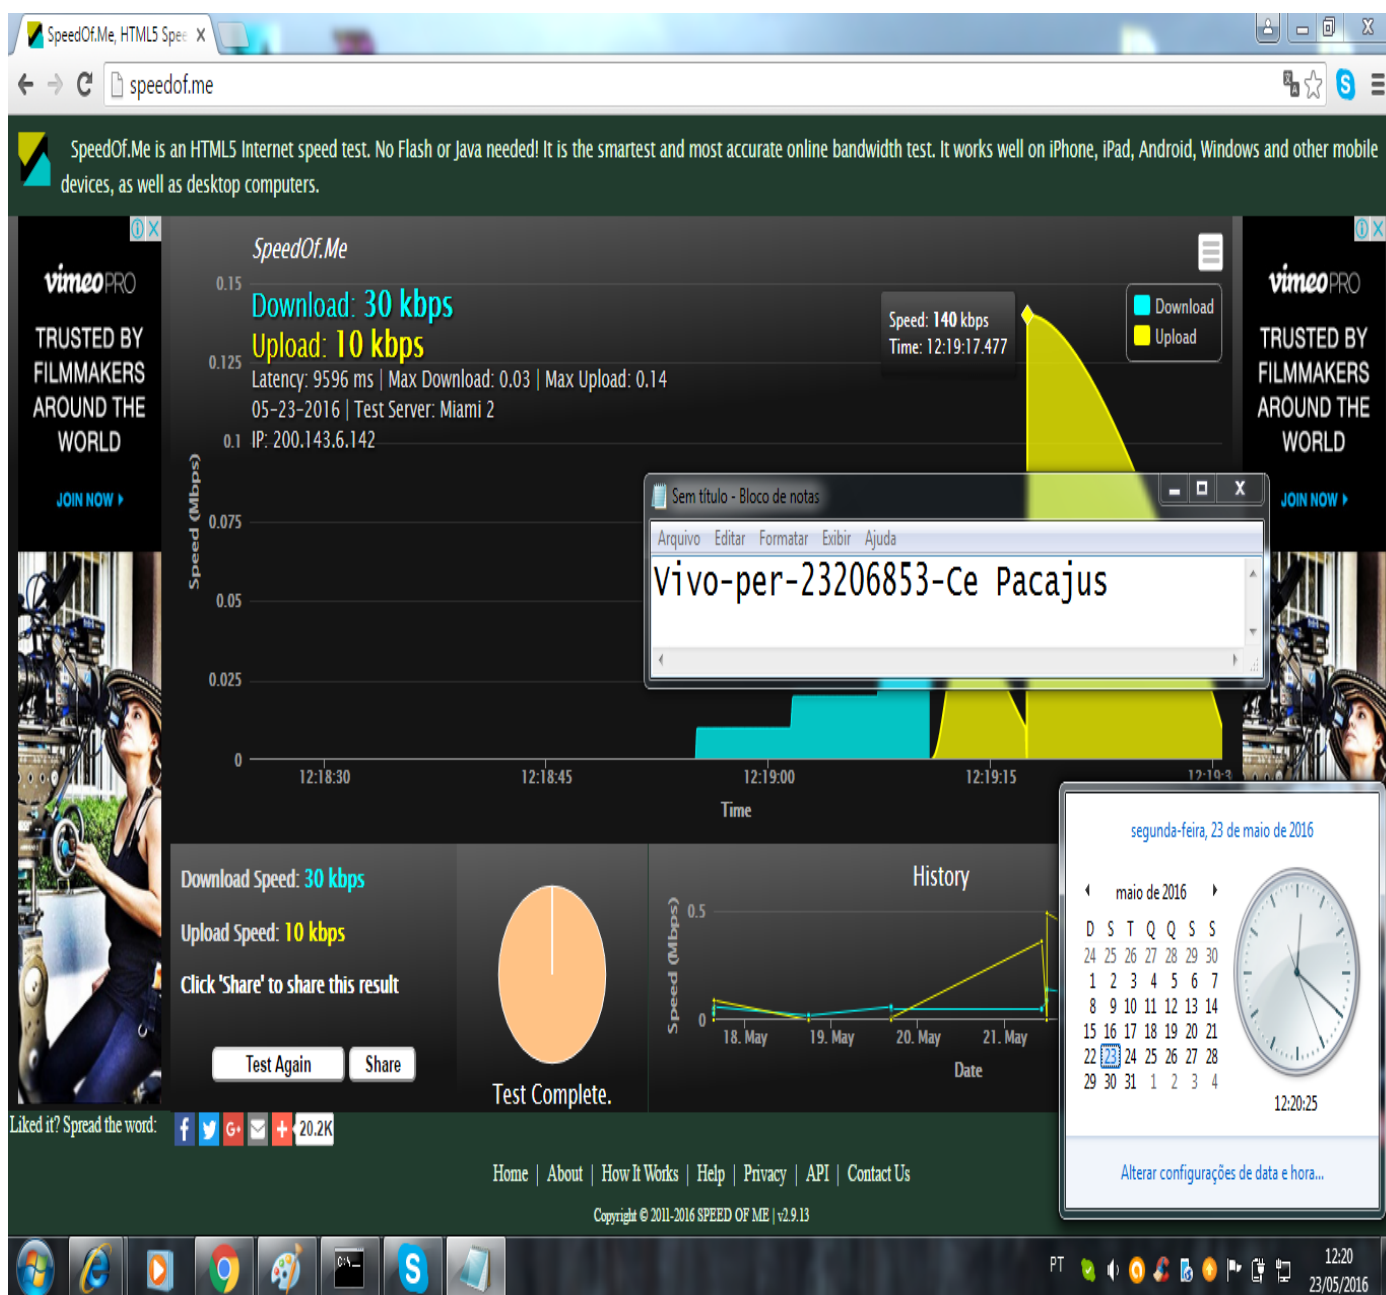 SpeedOf.Me, HTML5 Spee
speedof.me
SpeedOf.Me is an HTML5 Internet speed test. No Flash or Java needed! It is the smartest and most accurate online bandwidth test. It works well on iPhone, iPad, Android, Windows and other mobile
devices, as well as desktop computers.
vimeo PRO
TRUSTED BY
FILMMAKERS
AROUND THE
WORLD
JOIN NOW
SpeedOf.Me
Download: 30 kbps
Upload: 10 kbps
Latency: 9596 ms | Max Download: 0.03 | Max Upload: 0.14
05-23-2016 | Test Server: Miami 2
IP: 200.143.6.142
Speed: 140 kbps
Time: 12:19:17.477
Download
Upload
vimeo PRO
TRUSTED BY
FILMMAKERS
AROUND THE
WORLD
JOIN NOW
Speed (Mbps)
0.15
0.125
0.1
0.075
0.05
0.025
0
12:18:30 12:18:45 12:19:00 12:19:15 12:19:3
Time
Sem título - Bloco de notas
Arquivo Editar Formatar Exibir Ajuda
Vivo-per-23206853-Ce Pacajus
Download Speed: 30 kbps
Upload Speed: 10 kbps
Click 'Share' to share this result
Test Again Share
Test Complete.
History
Speed (Mbps)
0.5
0
18. May 19. May 20. May 21. May
Date
segunda-feira, 23 de maio de 2016
maio de 2016
D S T Q Q S S
24 25 26 27 28 29 30
1 2 3 4 5 6 7
8 9 10 11 12 13 14
15 16 17 18 19 20 21
22 23 24 25 26 27 28
29 30 31 1 2 3 4
12:20:25
Alterar configurações de data e hora...
Liked it? Spread the word:
20.2K
Home | About | How It Works | Help | Privacy | API | Contact Us
Copyright © 2011-2016 SPEED OF ME | v2.9.13
PT
12:20
23/05/2016